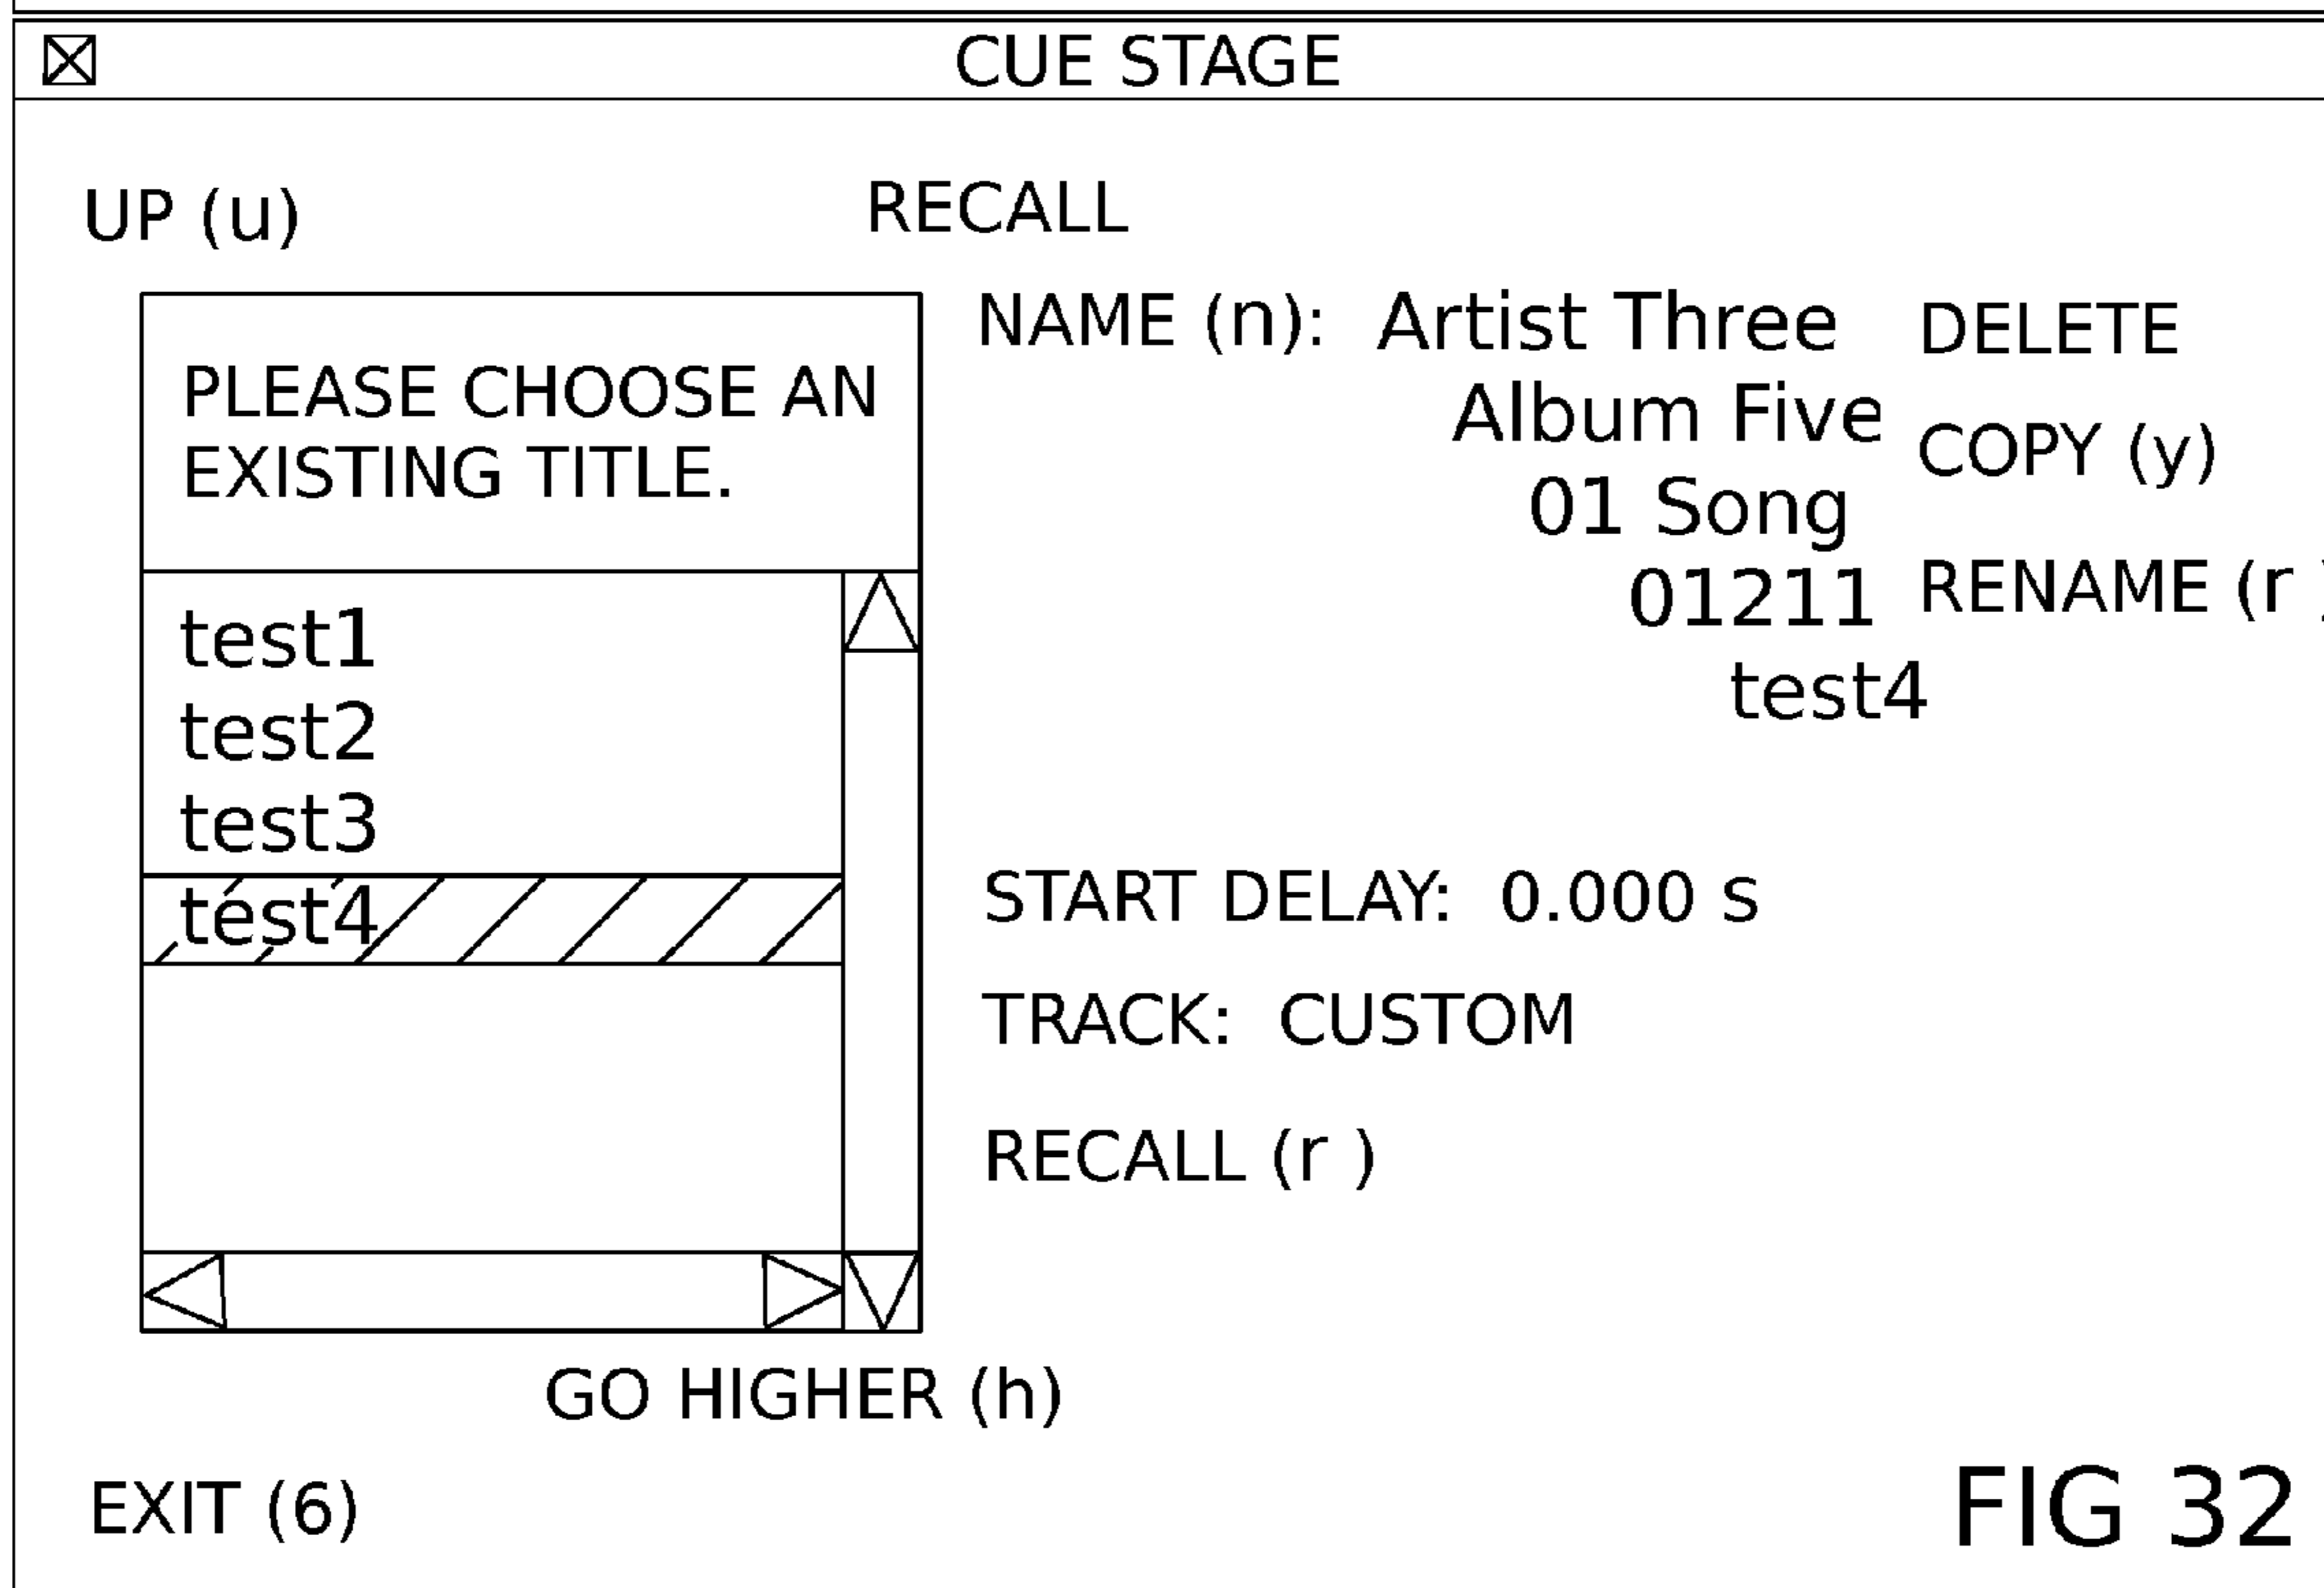 CUE STAGE
UP (u)
RECALL
PLEASE CHOOSE AN
EXISTING TITLE.
test1
test2
test3
test4
NAME (n): Artist Three
Album Five
01 Song
01211
test4
DELETE
COPY (y)
RENAME (r )
START DELAY: 0.000 s
TRACK: CUSTOM
RECALL (r )
GO HIGHER (h)
EXIT (6)
FIG 32